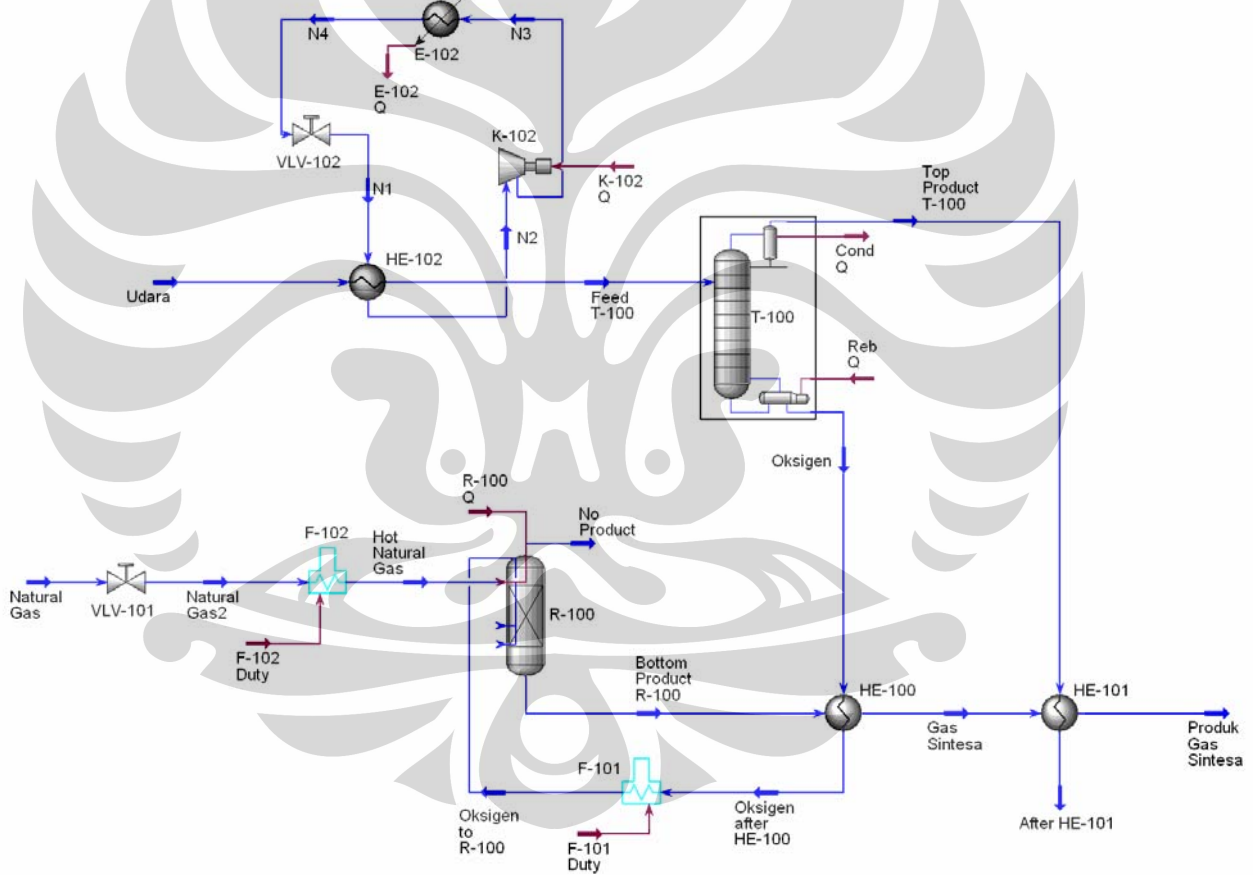 N4
N3
E-102
E-102
Q
VLV-102
K-102
K-102
Q
N1
N2
HE-102
Udara
Feed
T-100
Top
Product
T-100
Cond
Q
T-100
Reb
Q
Oksigen
R-100
Q
No
Product
F-102
Hot
Natural
Gas
Natural
Gas
VLV-101
Natural
Gas2
R-100
F-102
Duty
Bottom
Product
R-100
HE-100
HE-101
Gas
Sintesa
Produk
Gas
Sintesa
F-101
Oksigen
to
R-100
Oksigen
after
HE-100
After HE-101
F-101
Duty